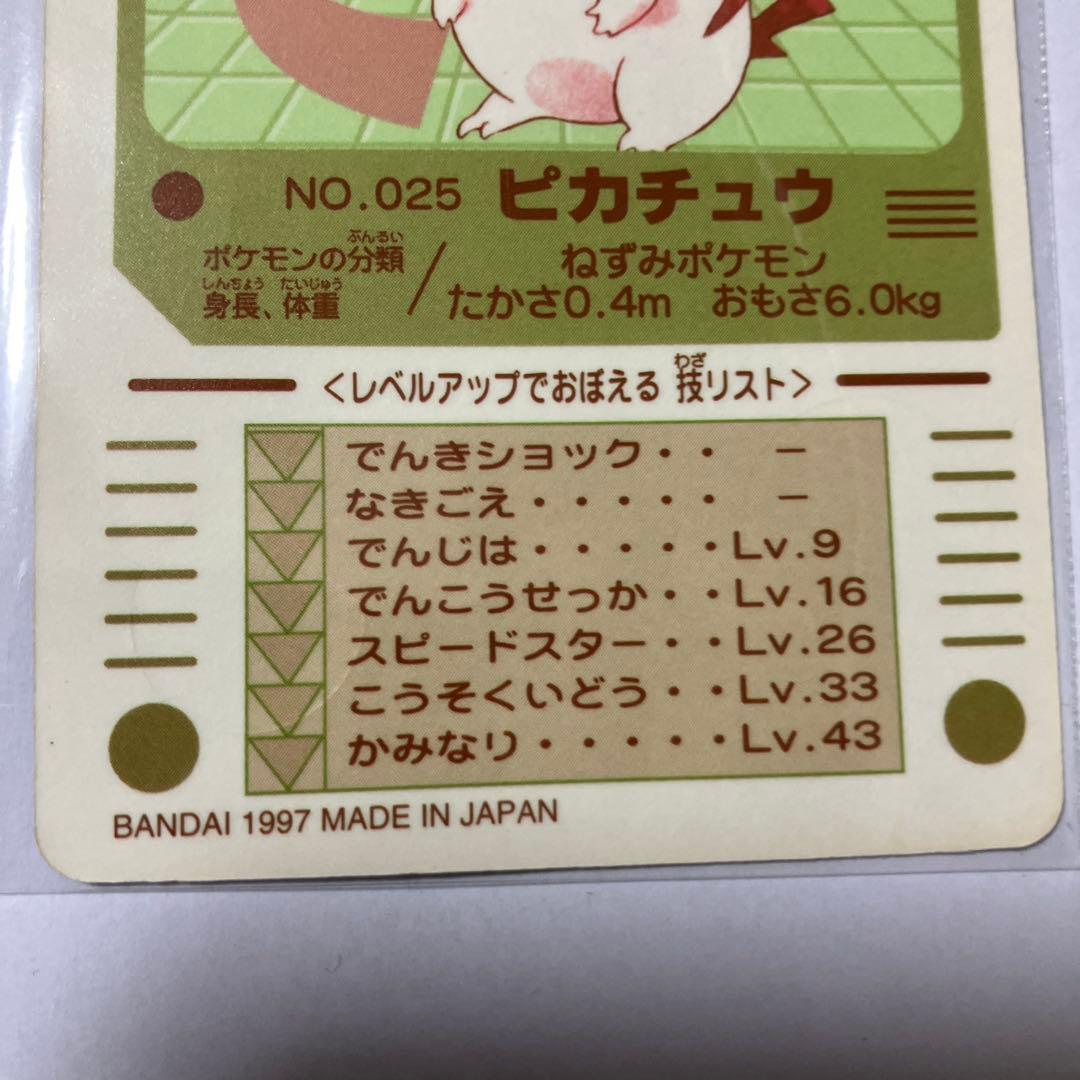 NO.025 ピカチュウ
ぶんるい
ポケモンの分類 / ねずみポケモン
しんちょう たいじゅう
身長、体重 たかさ0.4m おもさ6.0kg
わざ
<レベルアップでおぼえる 技リスト>
でんきショック・・ −
なきごえ・・・・・ −
でんじは・・・・・Lv.9
でんこうせっか・・Lv.16
スピードスター・・Lv.26
こうそくいどう・・Lv.33
かみなり・・・・・Lv.43
BANDAI 1997 MADE IN JAPAN